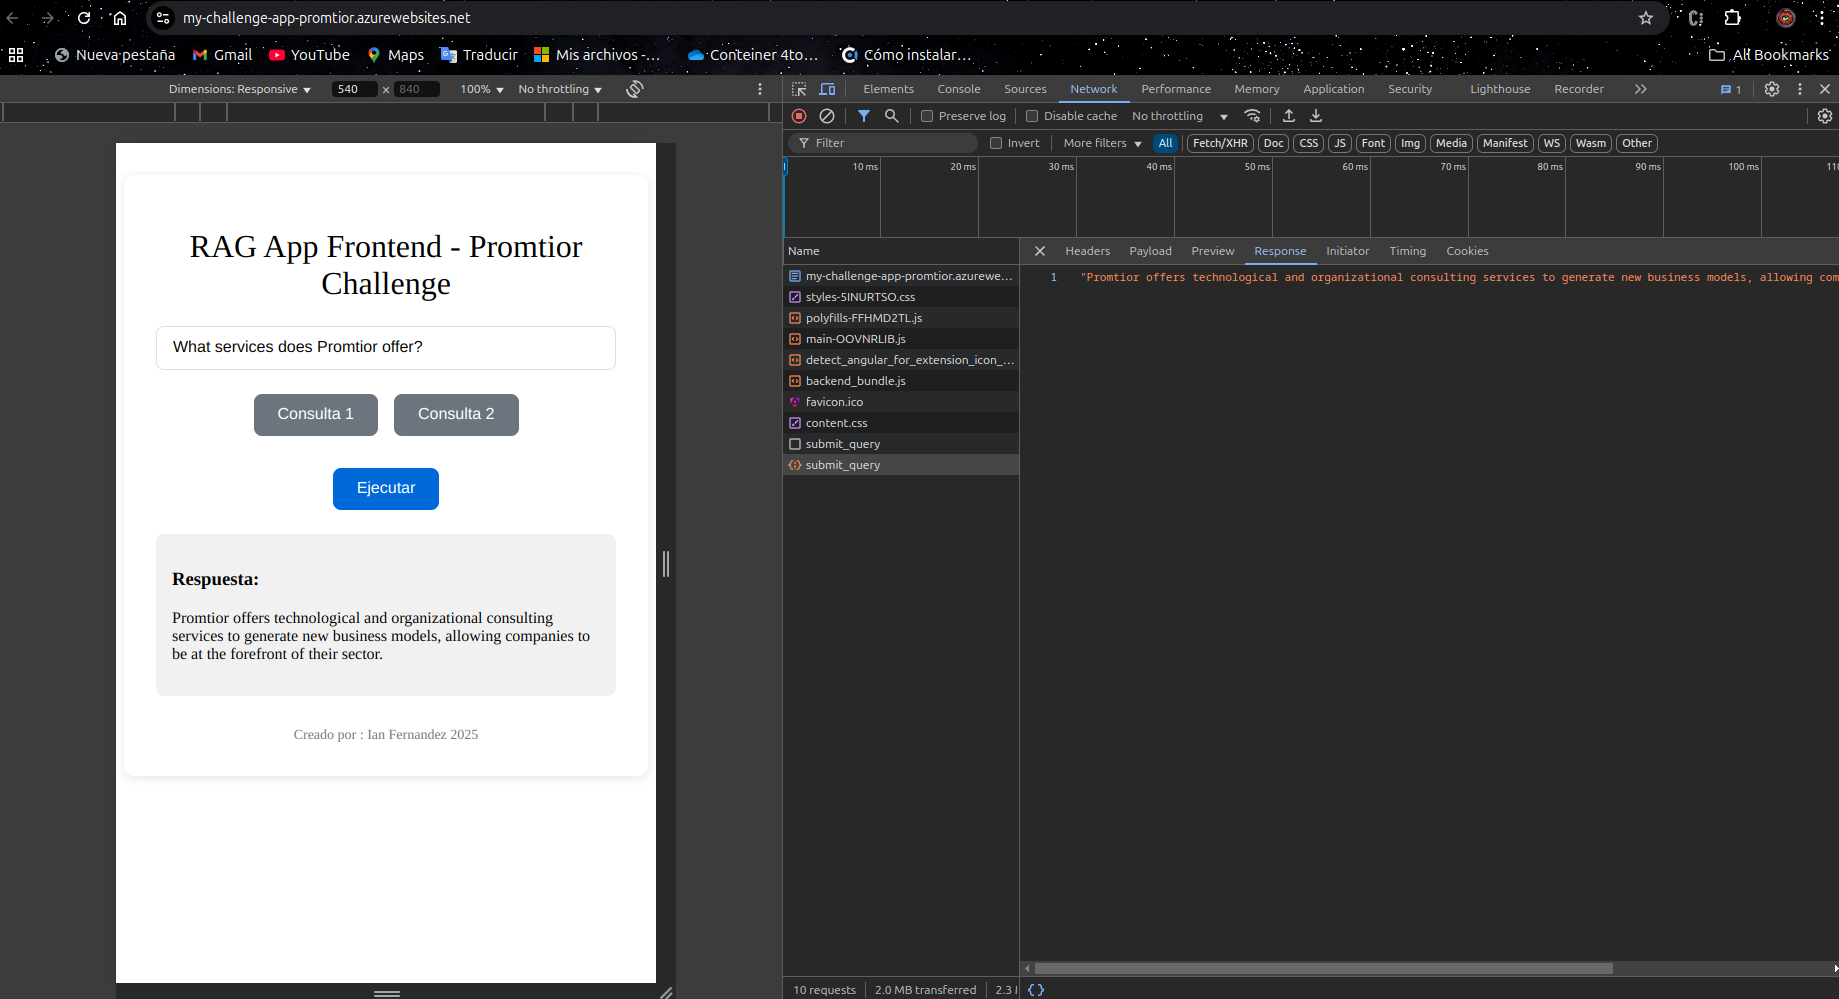 my-challenge-app-promtior.azurewebsites.net
Nueva pestaña Gmail YouTube Maps Traducir Mis archivos -... Conteiner 4to... Cómo instalar... All Bookmarks
Dimensions: Responsive 540 x 840 100% No throttling
Elements Console Sources Network Performance Memory Application Security Lighthouse Recorder 1
Preserve log Disable cache No throttling
Filter Invert More filters All Fetch/XHR Doc CSS JS Font Img Media Manifest WS Wasm Other
10 ms 20 ms 30 ms 40 ms 50 ms 60 ms 70 ms 80 ms 90 ms 100 ms 110
Name
Headers Payload Preview Response Initiator Timing Cookies
my-challenge-app-promtior.azurewe...
styles-5INURTSO.css
polyfills-FFHMD2TL.js
main-OOVNRLIB.js
detect_angular_for_extension_icon_...
backend_bundle.js
favicon.ico
content.css
submit_query
submit_query
1 "Promtior offers technological and organizational consulting services to generate new business models, allowing com
10 requests 2.0 MB transferred 2.3
RAG App Frontend - Promtior
Challenge
What services does Promtior offer?
Consulta 1 Consulta 2
Ejecutar
Respuesta:
Promtior offers technological and organizational consulting
services to generate new business models, allowing companies to
be at the forefront of their sector.
Creado por : Ian Fernandez 2025